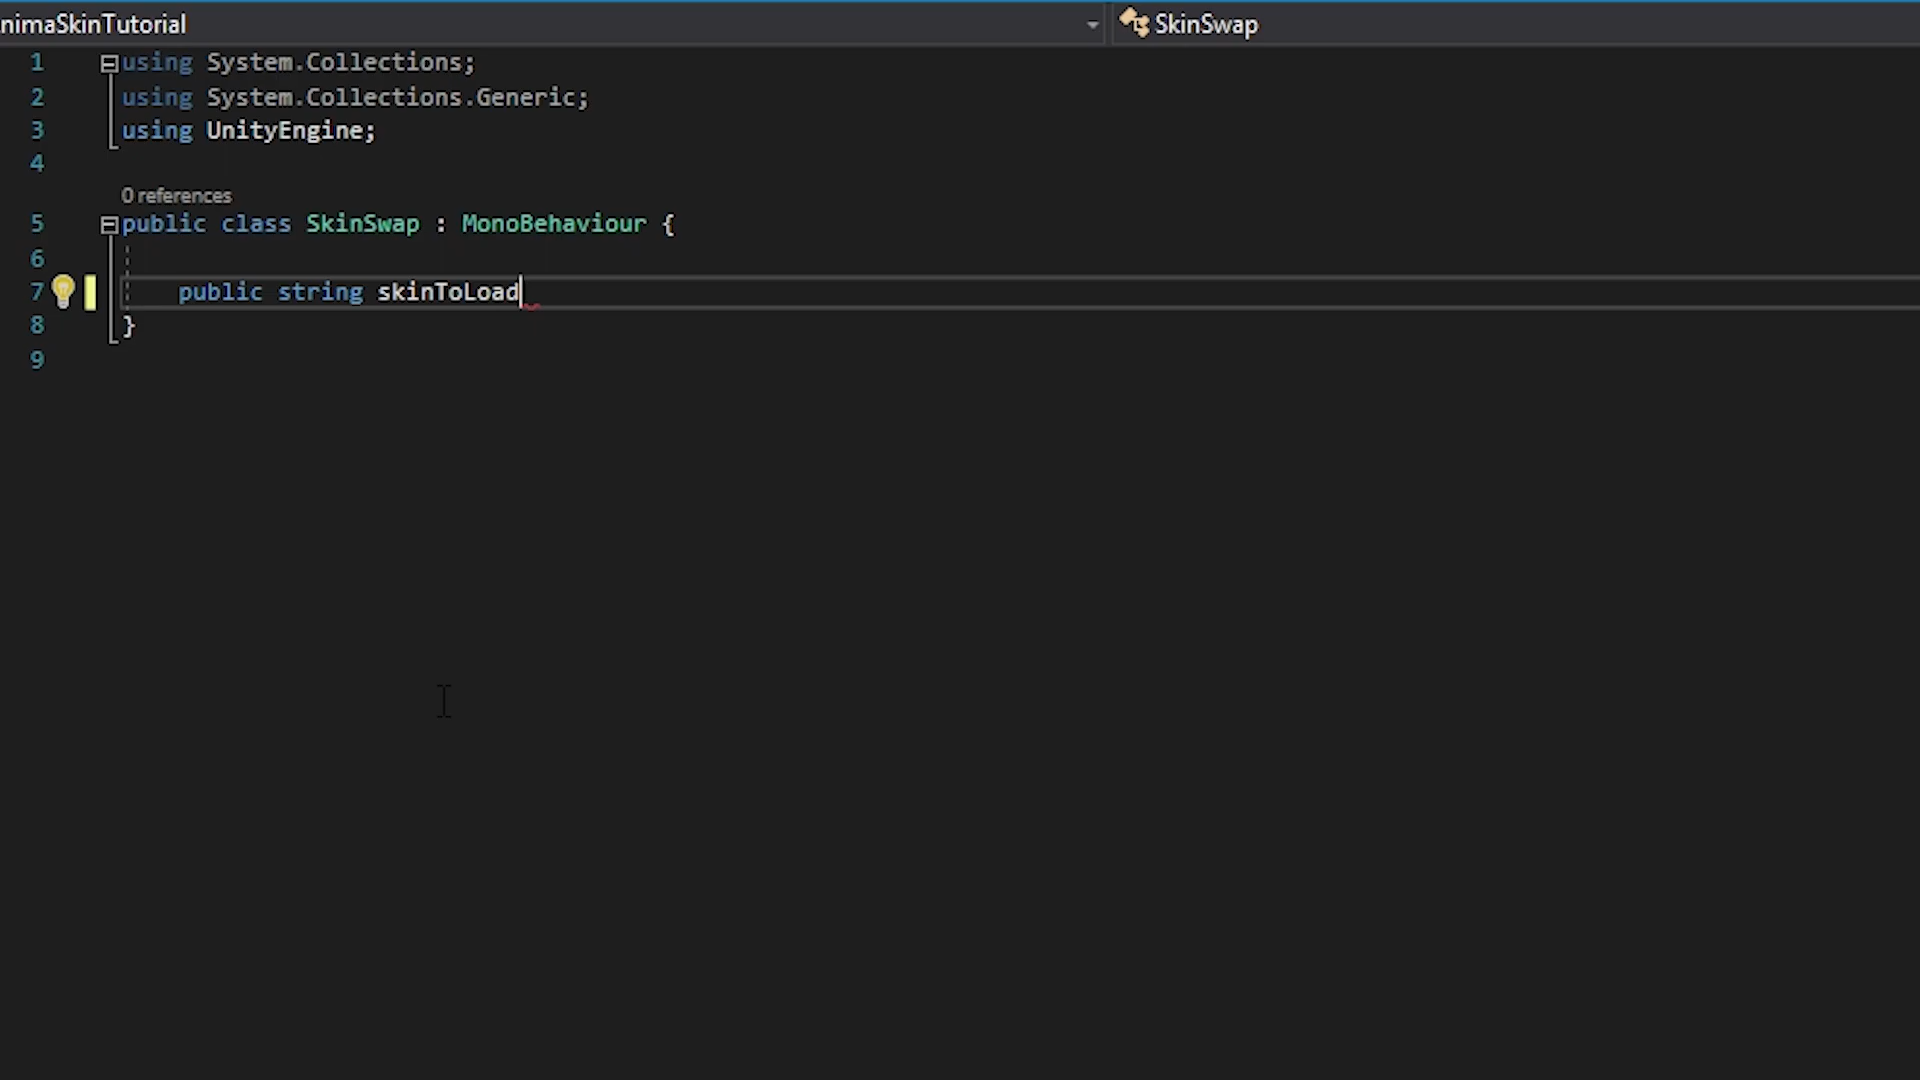 nimaSkinTutorial
SkinSwap
1 using System.Collections;
2 using System.Collections.Generic;
3 using UnityEngine;
4
0 references
5 public class SkinSwap : MonoBehaviour {
6
7 public string skinToLoad
8 }
9